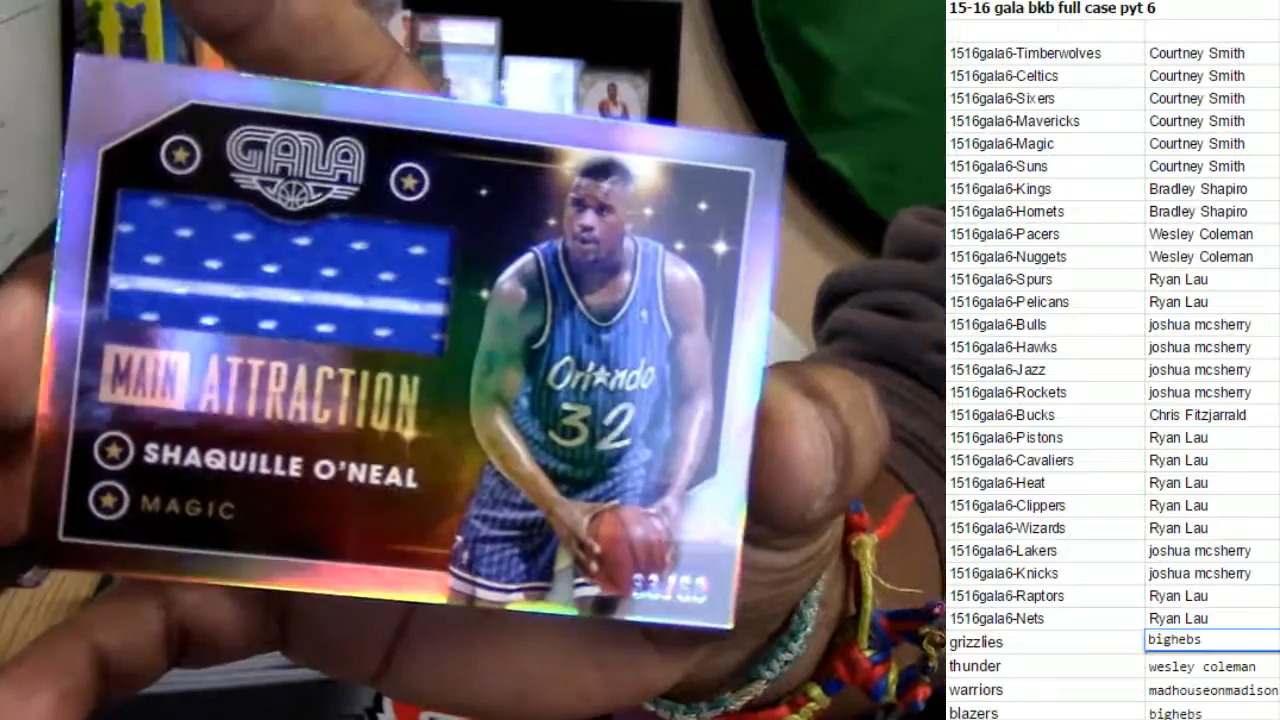 GALA
MAIN ATTRACTION
SHAQUILLE O'NEAL
MAGIC
Orlando
32
15-16 gala bkb full case pyt 6
1516gala6-Timberwolves Courtney Smith
1516gala6-Celtics Courtney Smith
1516gala6-Sixers Courtney Smith
1516gala6-Mavericks Courtney Smith
1516gala6-Magic Courtney Smith
1516gala6-Suns Courtney Smith
1516gala6-Kings Bradley Shapiro
1516gala6-Hornets Bradley Shapiro
1516gala6-Pacers Wesley Coleman
1516gala6-Nuggets Wesley Coleman
1516gala6-Spurs Ryan Lau
1516gala6-Pelicans Ryan Lau
1516gala6-Bulls joshua mcsherry
1516gala6-Hawks joshua mcsherry
1516gala6-Jazz joshua mcsherry
1516gala6-Rockets joshua mcsherry
1516gala6-Bucks Chris Fitzjarrald
1516gala6-Pistons Ryan Lau
1516gala6-Cavaliers Ryan Lau
1516gala6-Heat Ryan Lau
1516gala6-Clippers Ryan Lau
1516gala6-Wizards Ryan Lau
1516gala6-Lakers joshua mcsherry
1516gala6-Knicks joshua mcsherry
1516gala6-Raptors Ryan Lau
1516gala6-Nets Ryan Lau
grizzlies bighebs
thunder wesley coleman
warriors madhouseonmadison
blazers bighebs